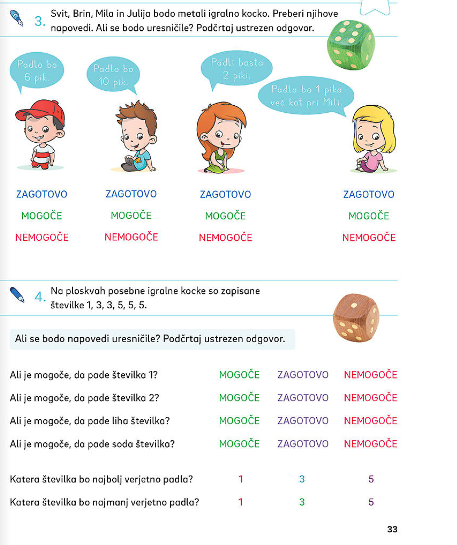 3. Svit, Brin, Mila in Julija bodo metali igralno kocko. Preberi njihove
napovedi. Ali se bodo uresničile? Podčrtaj ustrezen odgovor.
Padlo bo
6 pik.
Padlo bo
10 pik.
Padli bosta
2 piki.
Padla bo 1 pika
več kot pri Mili.
ZAGOTOVO ZAGOTOVO ZAGOTOVO ZAGOTOVO
MOGOČE MOGOČE MOGOČE MOGOČE
NEMOGOČE NEMOGOČE NEMOGOČE NEMOGOČE
4. Na ploskvah posebne igralne kocke so zapisane
številke 1, 3, 3, 5, 5, 5.
Ali se bodo napovedi uresničile? Podčrtaj ustrezen odgovor.
Ali je mogoče, da pade številka 1? MOGOČE ZAGOTOVO NEMOGOČE
Ali je mogoče, da pade številka 2? MOGOČE ZAGOTOVO NEMOGOČE
Ali je mogoče, da pade liha številka? MOGOČE ZAGOTOVO NEMOGOČE
Ali je mogoče, da pade soda številka? MOGOČE ZAGOTOVO NEMOGOČE
Katera številka bo najbolj verjetno padla? 1 3 5
Katera številka bo najmanj verjetno padla? 1 3 5
33